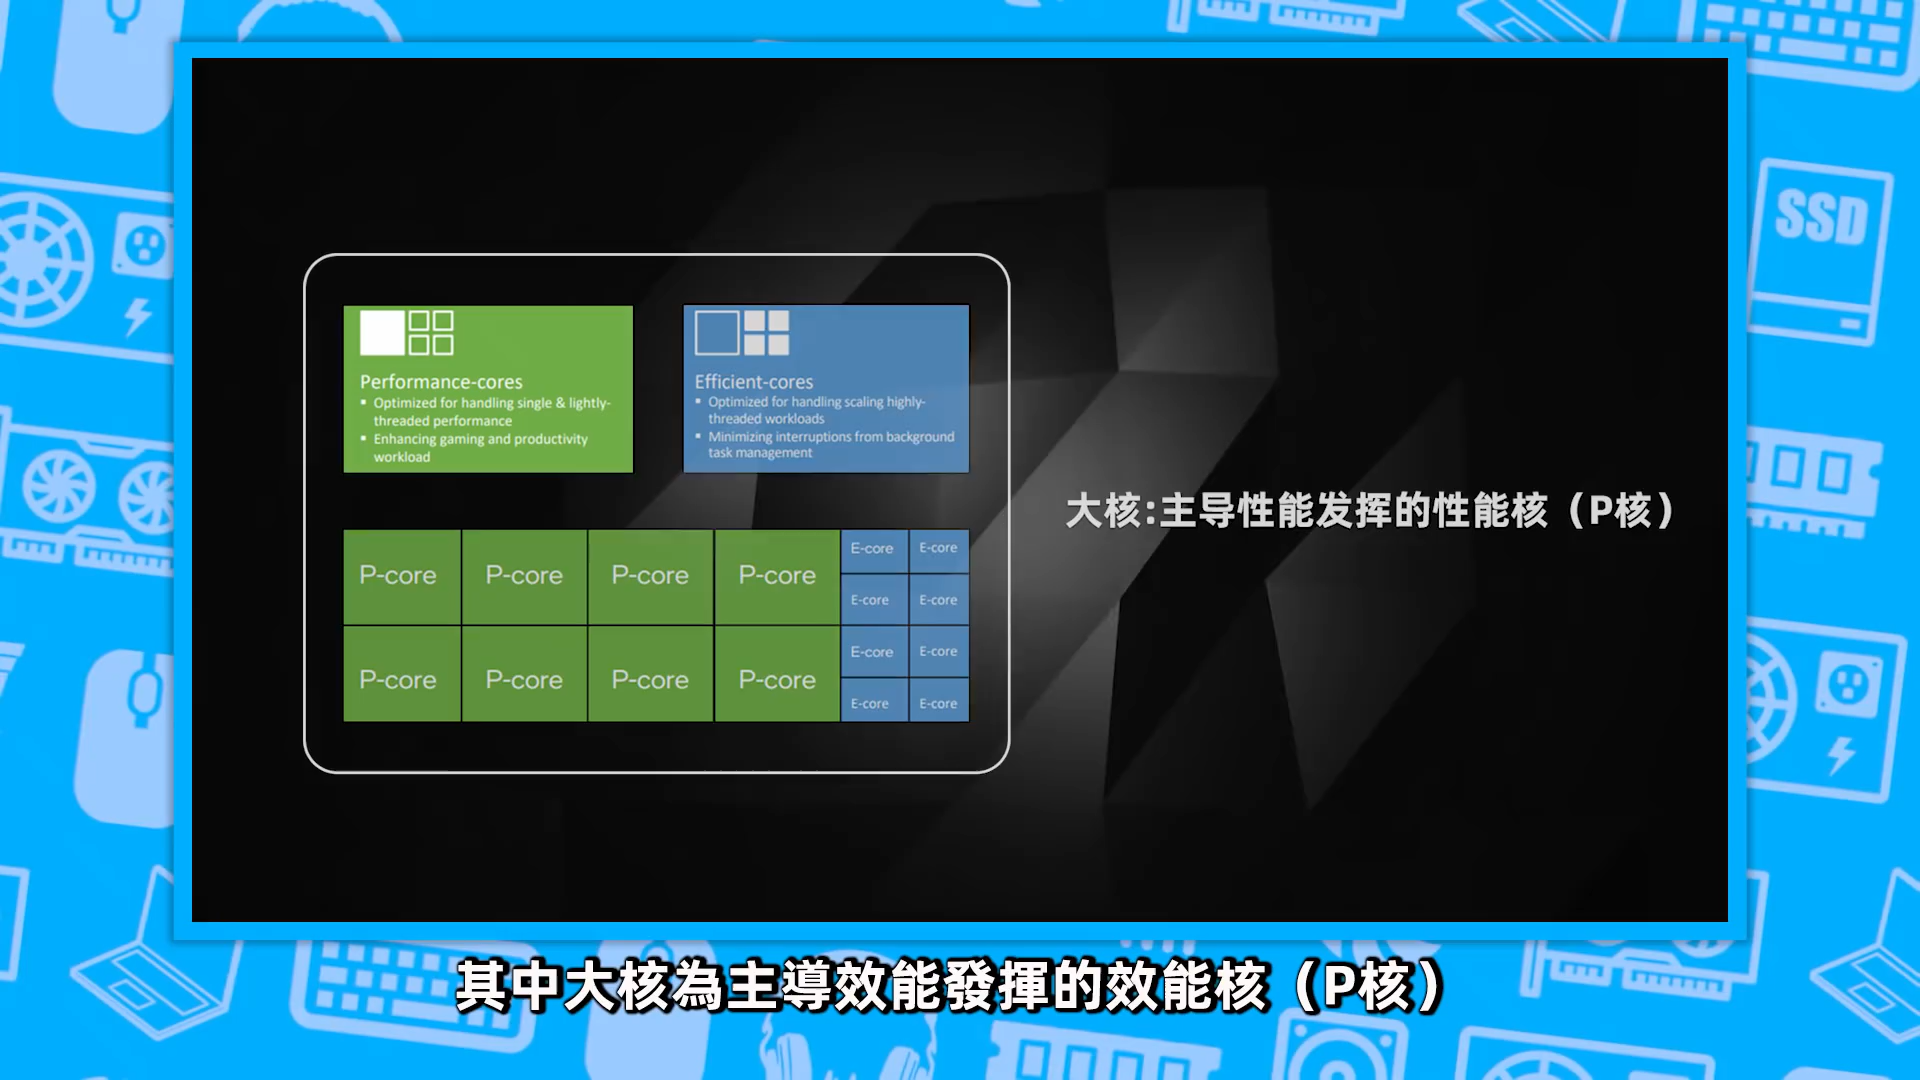 SSD
Performance-cores
▪ Optimized for handling single & lightly-
threaded performance
▪ Enhancing gaming and productivity
workload
Efficient-cores
▪ Optimized for handling scaling highly-
threaded workloads
▪ Minimizing interruptions from background
task management
大核:主导性能发挥的性能核（P核）
P-core P-core P-core P-core
E-core E-core
E-core E-core
P-core P-core P-core P-core
E-core E-core
E-core E-core
其中大核為主導效能發揮的效能核（P核）